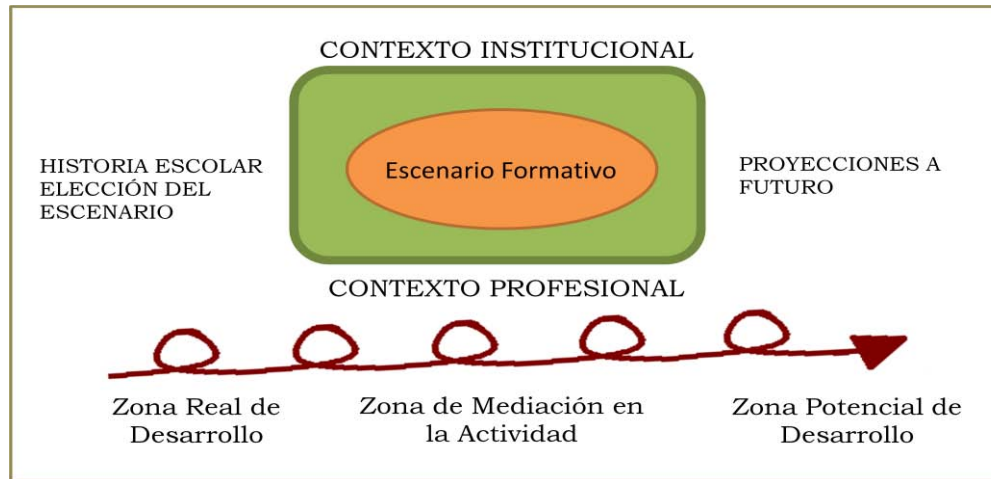 CONTEXTO INSTITUCIONAL
HISTORIA ESCOLAR
ELECCIÓN DEL
ESCENARIO
Escenario Formativo
PROYECCIONES A
FUTURO
CONTEXTO PROFESIONAL
Zona Real de
Desarrollo
Zona de Mediación en
la Actividad
Zona Potencial de
Desarrollo